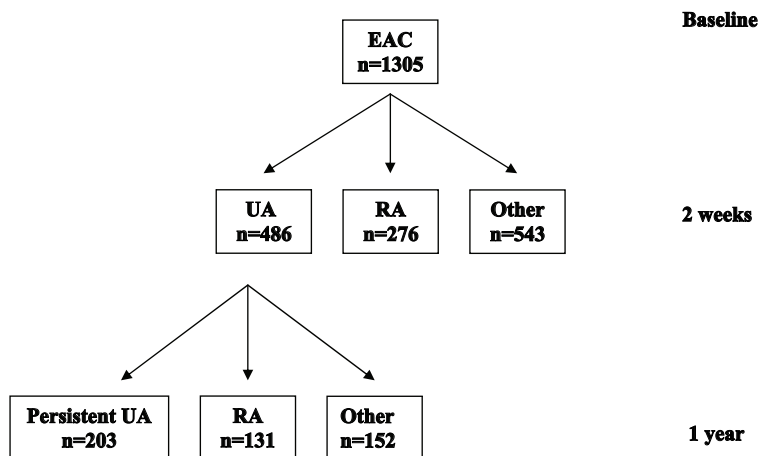 Baseline
EAC
n=1305
UA
n=486
RA
n=276
Other
n=543
2 weeks
Persistent UA
n=203
RA
n=131
Other
n=152
1 year